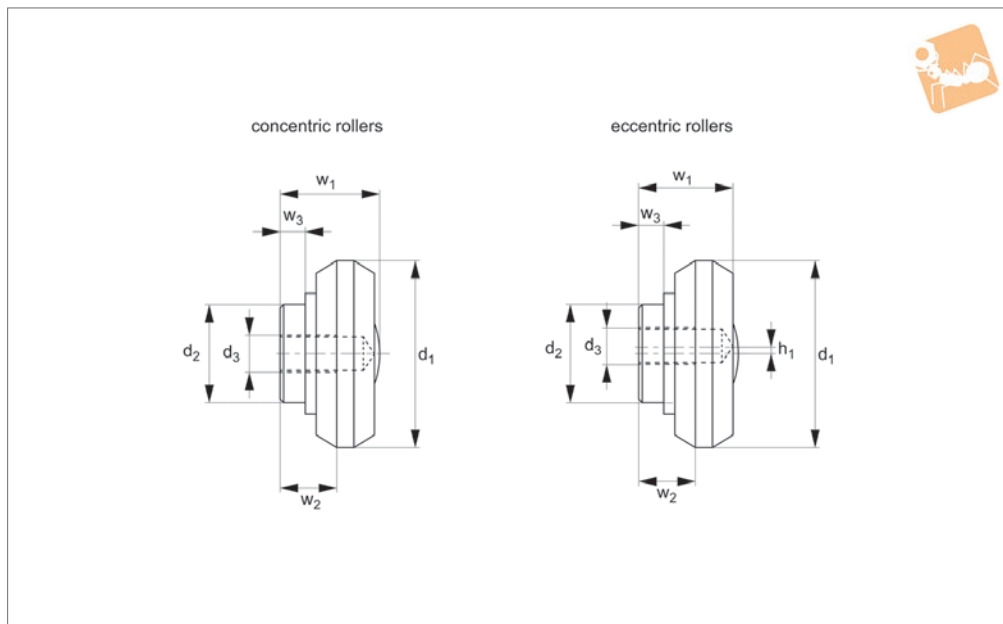 concentric rollers
eccentric rollers
w₁
w₁
w₃
w₃
d₂
d₃
d₁
d₂
d₃
h₁
d₁
w₂
w₂